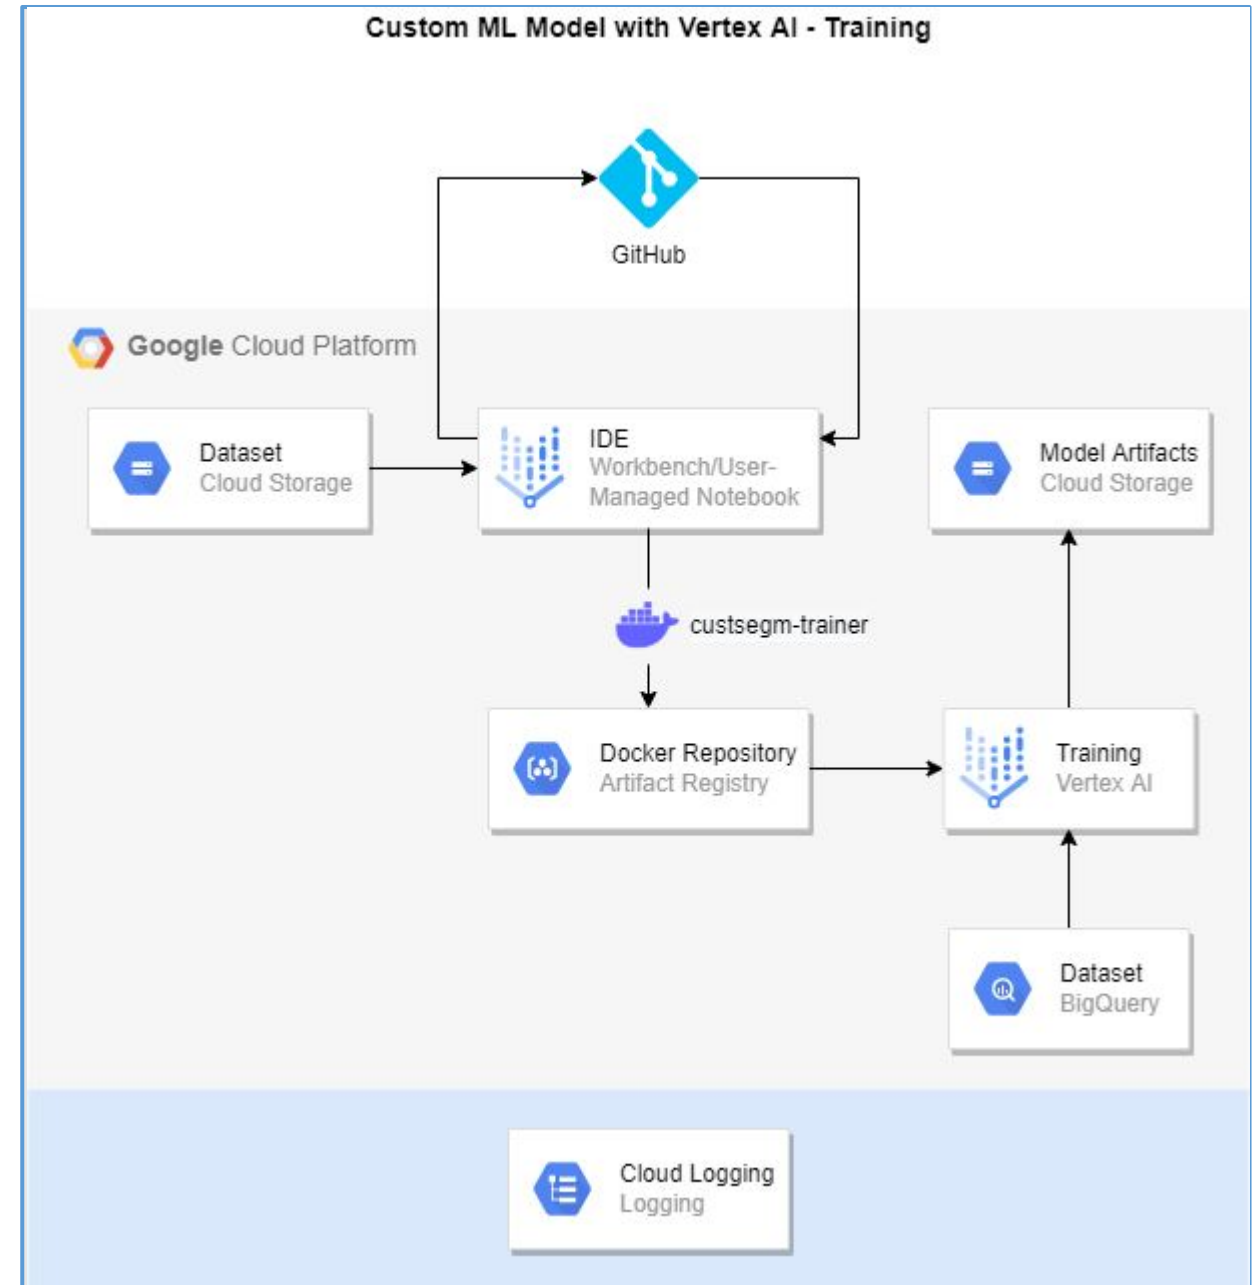 Custom ML Model with Vertex AI - Training
GitHub
Google Cloud Platform
Dataset
Cloud Storage
IDE
Workbench/User-
Managed Notebook
Model Artifacts
Cloud Storage
custsegm-trainer
Docker Repository
Artifact Registry
Training
Vertex AI
Dataset
BigQuery
Cloud Logging
Logging